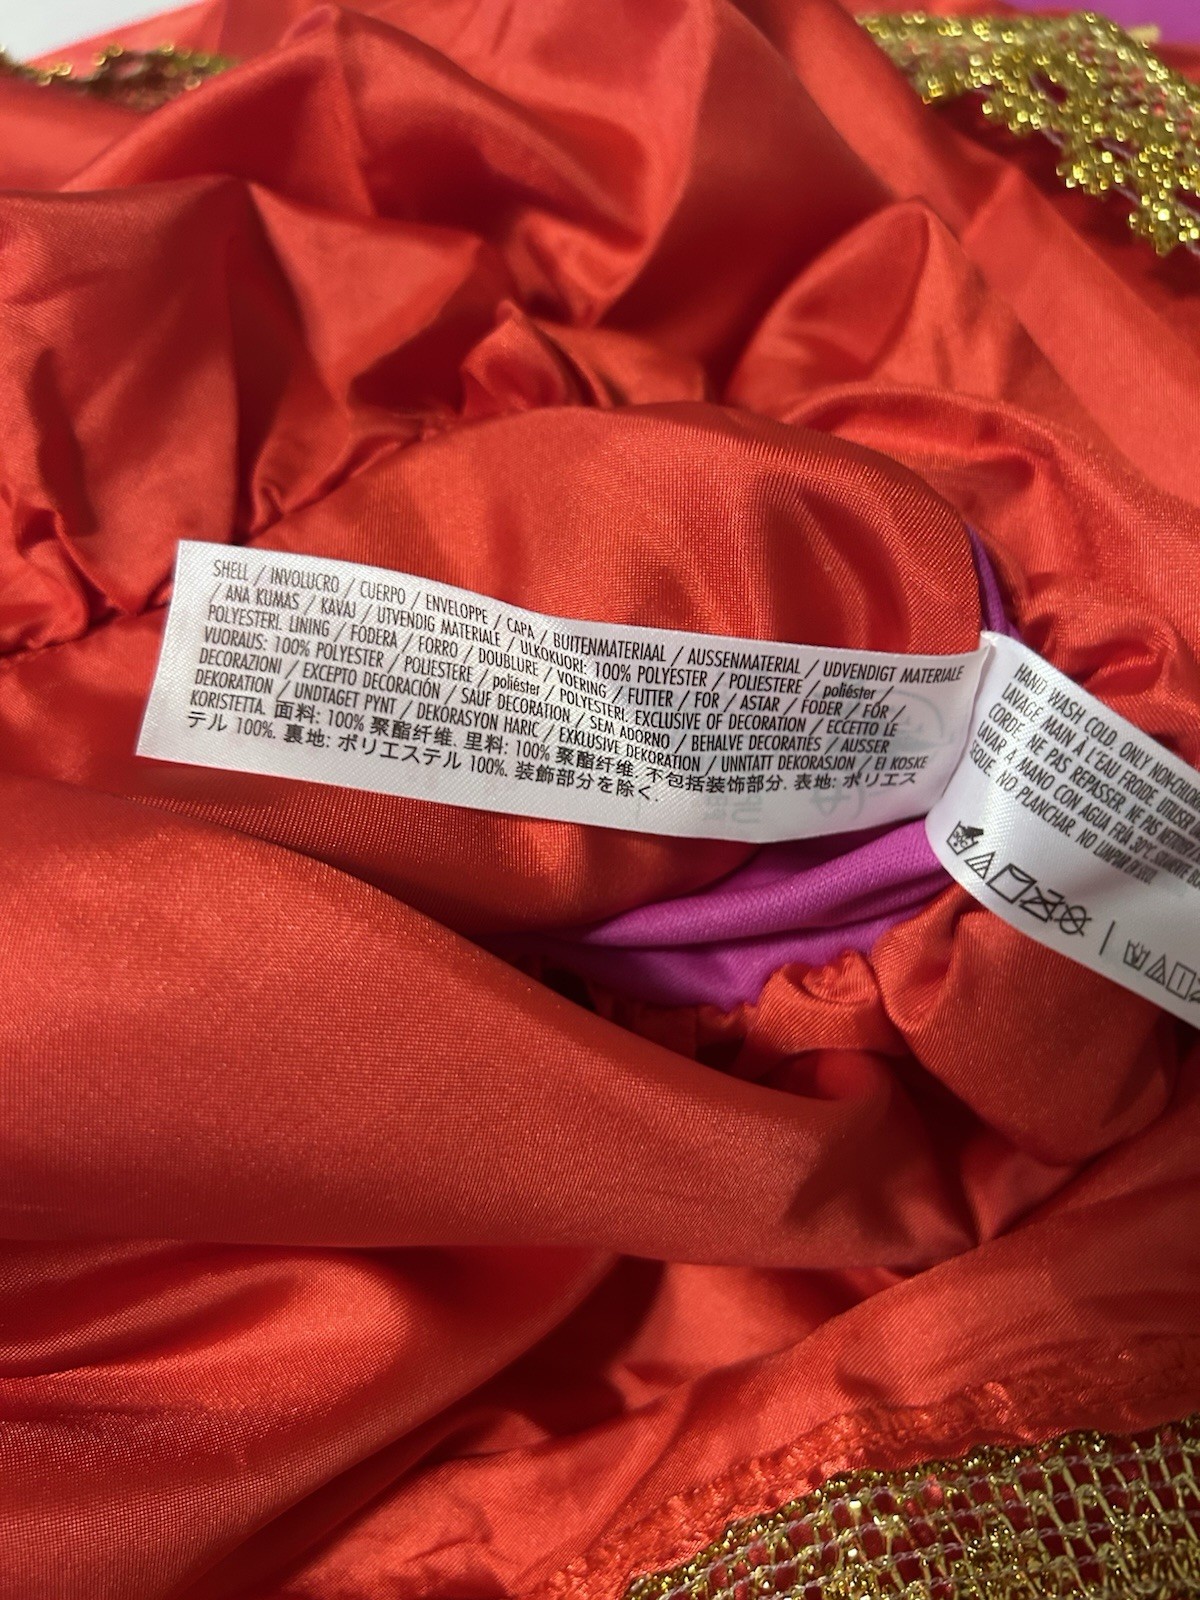 SHELL / INVOLUCRO / CUERPO / ENVELOPPE / CAPA / BUITENMATERIAAL / AUSSENMATERIAL / UDVENDIGT MATERIALE
/ ANA KUMAS / KAVAJ / UTVENDIG MATERIALE / ULKOKUORI: 100% POLYESTER / POLIESTERE / poliéster /
POLYESTERI. LINING / FODERA / FORRO / DOUBLURE / VOERING / FUTTER / FOR / ASTAR / FODER / FÓR /
VUORAUS: 100% POLYESTER / POLIESTERE / poliéster / POLYESTERI. EXCLUSIVE OF DECORATION / ECCETTO LE
DECORAZIONI / EXCEPTO DECORACIÓN / SAUF DECORATION / SEM ADORNO / BEHALVE DECORATIES / AUSSER
DEKORATION / UNDTAGET PYNT / DEKORASYON HARIC / EXKLUSIVE DEKORATION / UNNTATT DEKORASJON / EI KOSKE
KORISTETTA. 面料: 100% 聚酯纤维. 里料: 100% 聚酯纤维. 不包括装饰部分. 表地: ポリエス
テル 100%. 裏地: ポリエステル 100%. 装飾部分を除く.
HAND WASH COLD. ONLY
LAVAGE MAIN À L'EAU FROIDE.
CORDE. NE PAS REPASSER. NE PAS
LAVAR A MANO CON AGUA FRÍA 30°C.
SEQUE. NO PLANCHAR. NO LIMPIAR EN SECO.